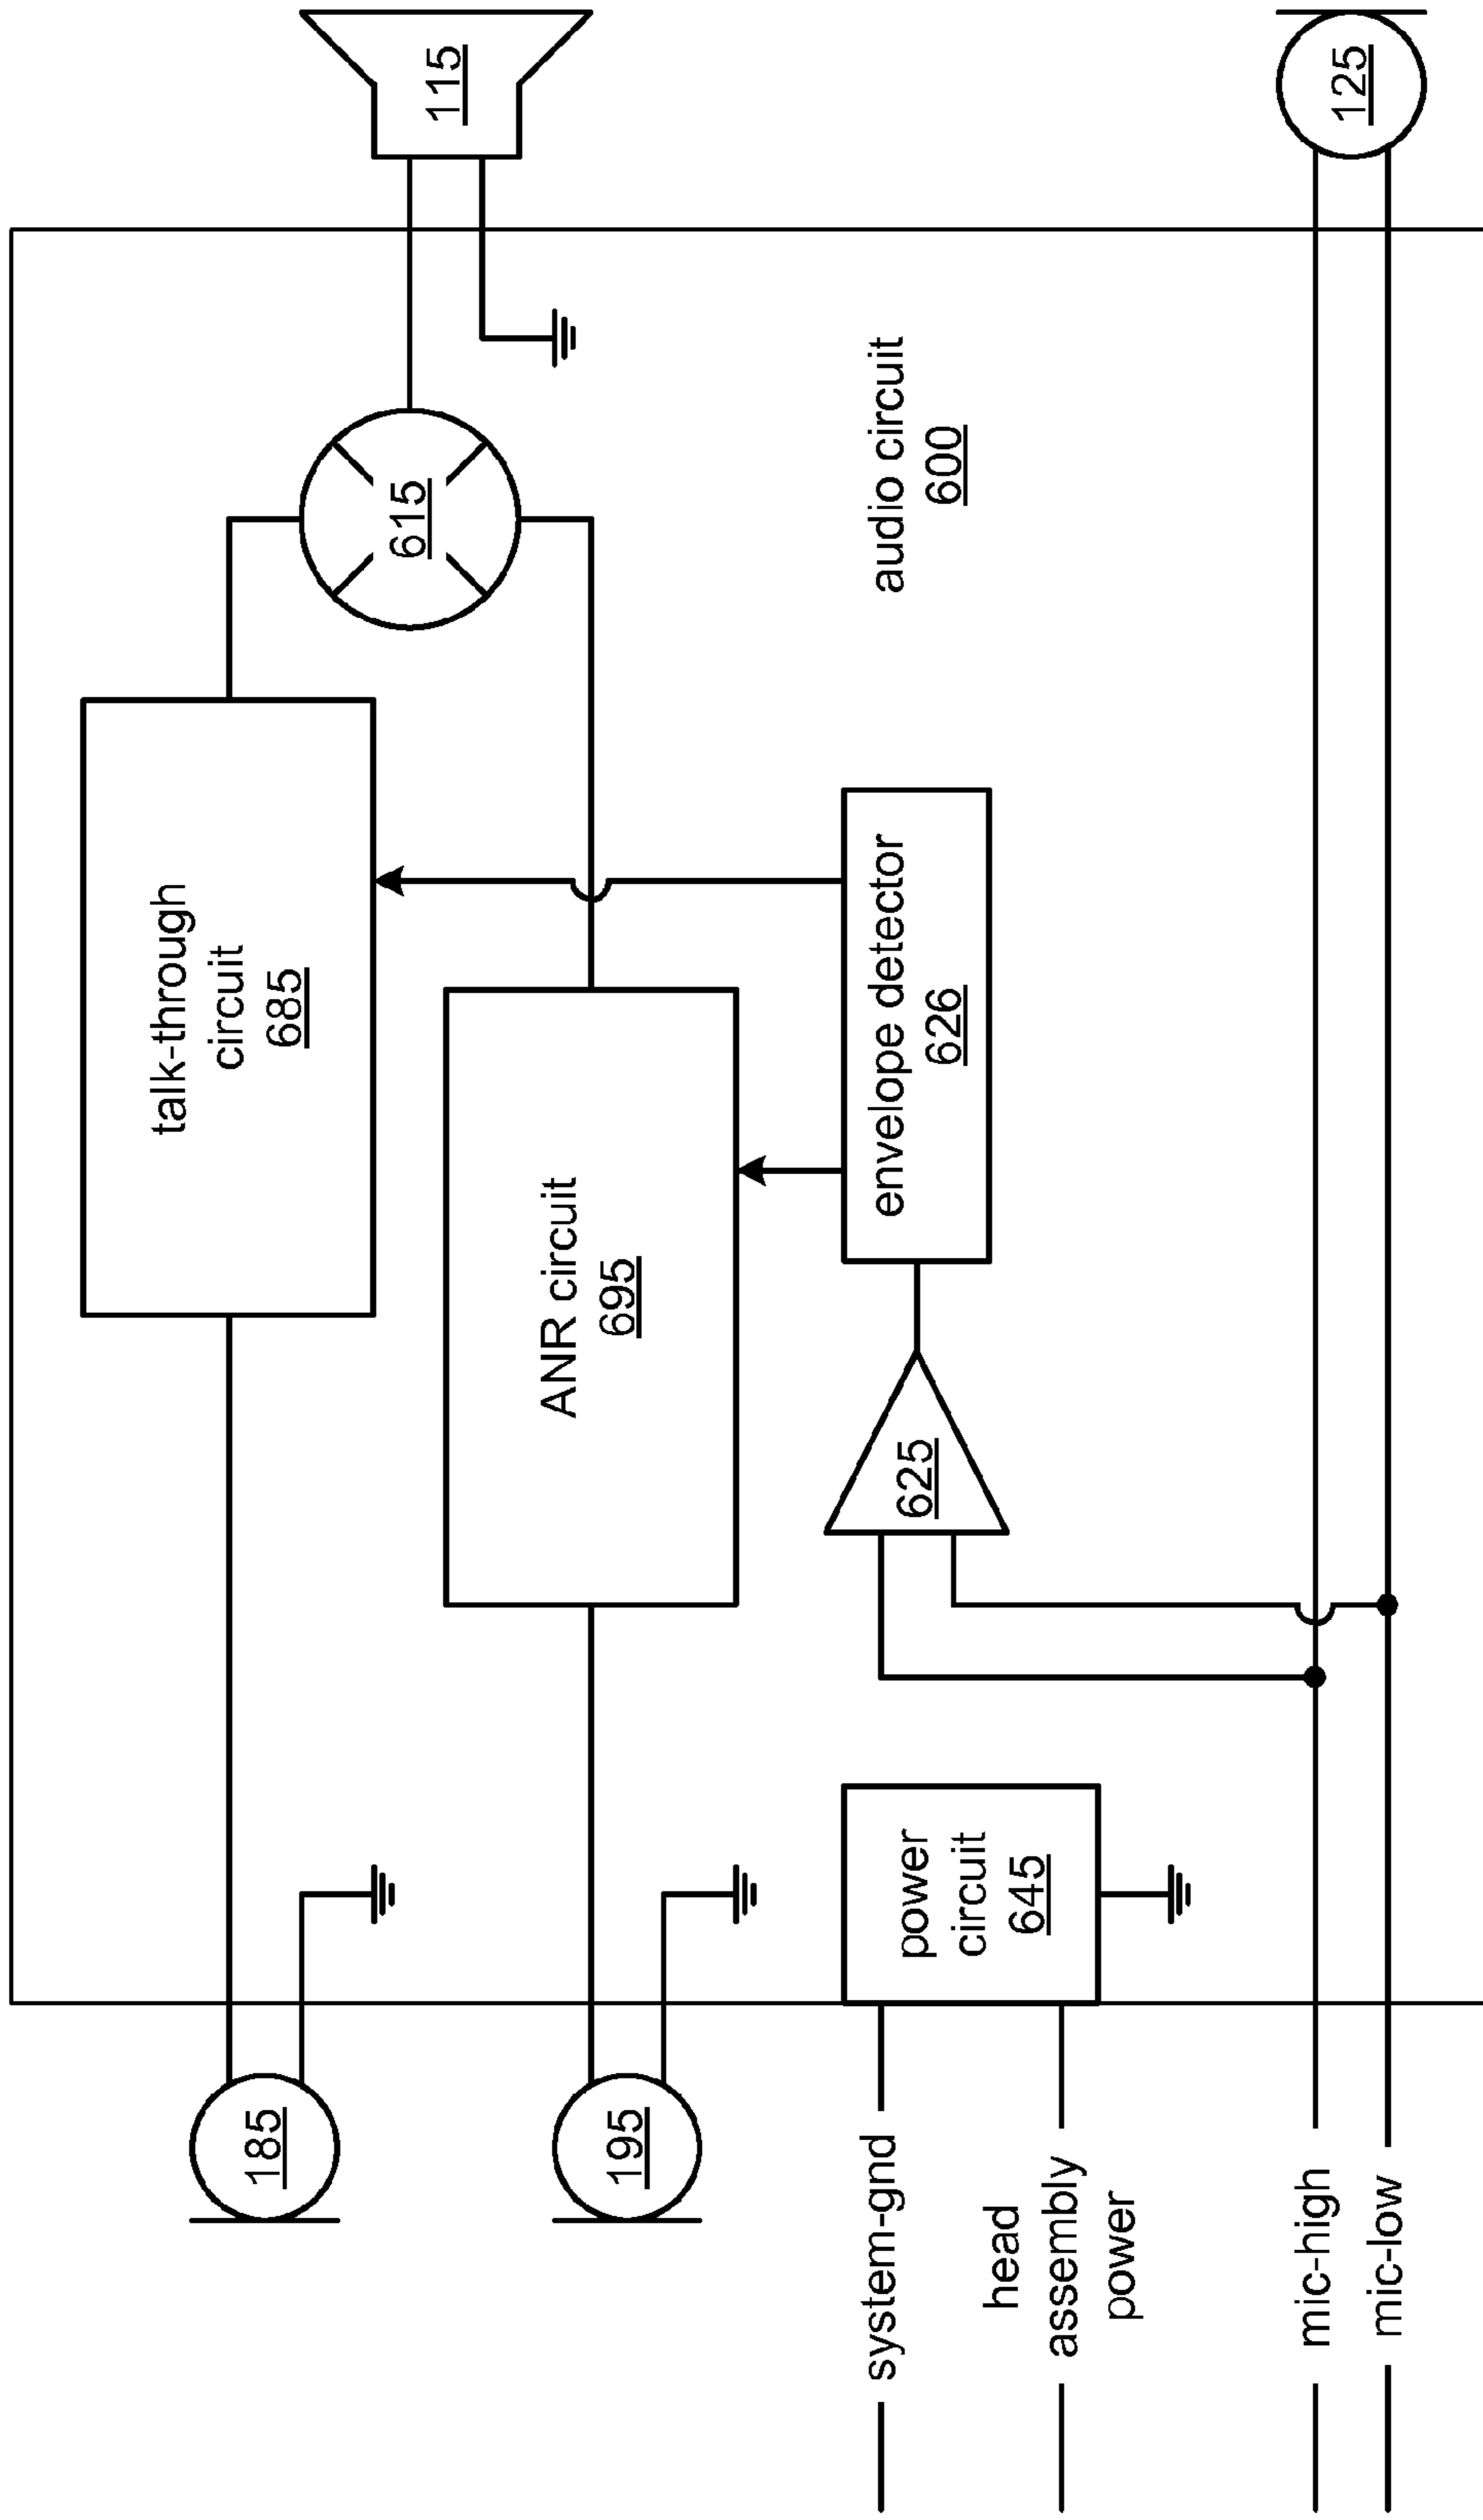 185
talk-through
circuit
685
615
115
195
ANR circuit
695
system-gnd
head
assembly
power
power
circuit
645
625
envelope detector
626
audio circuit
600
mic-high
mic-low
125